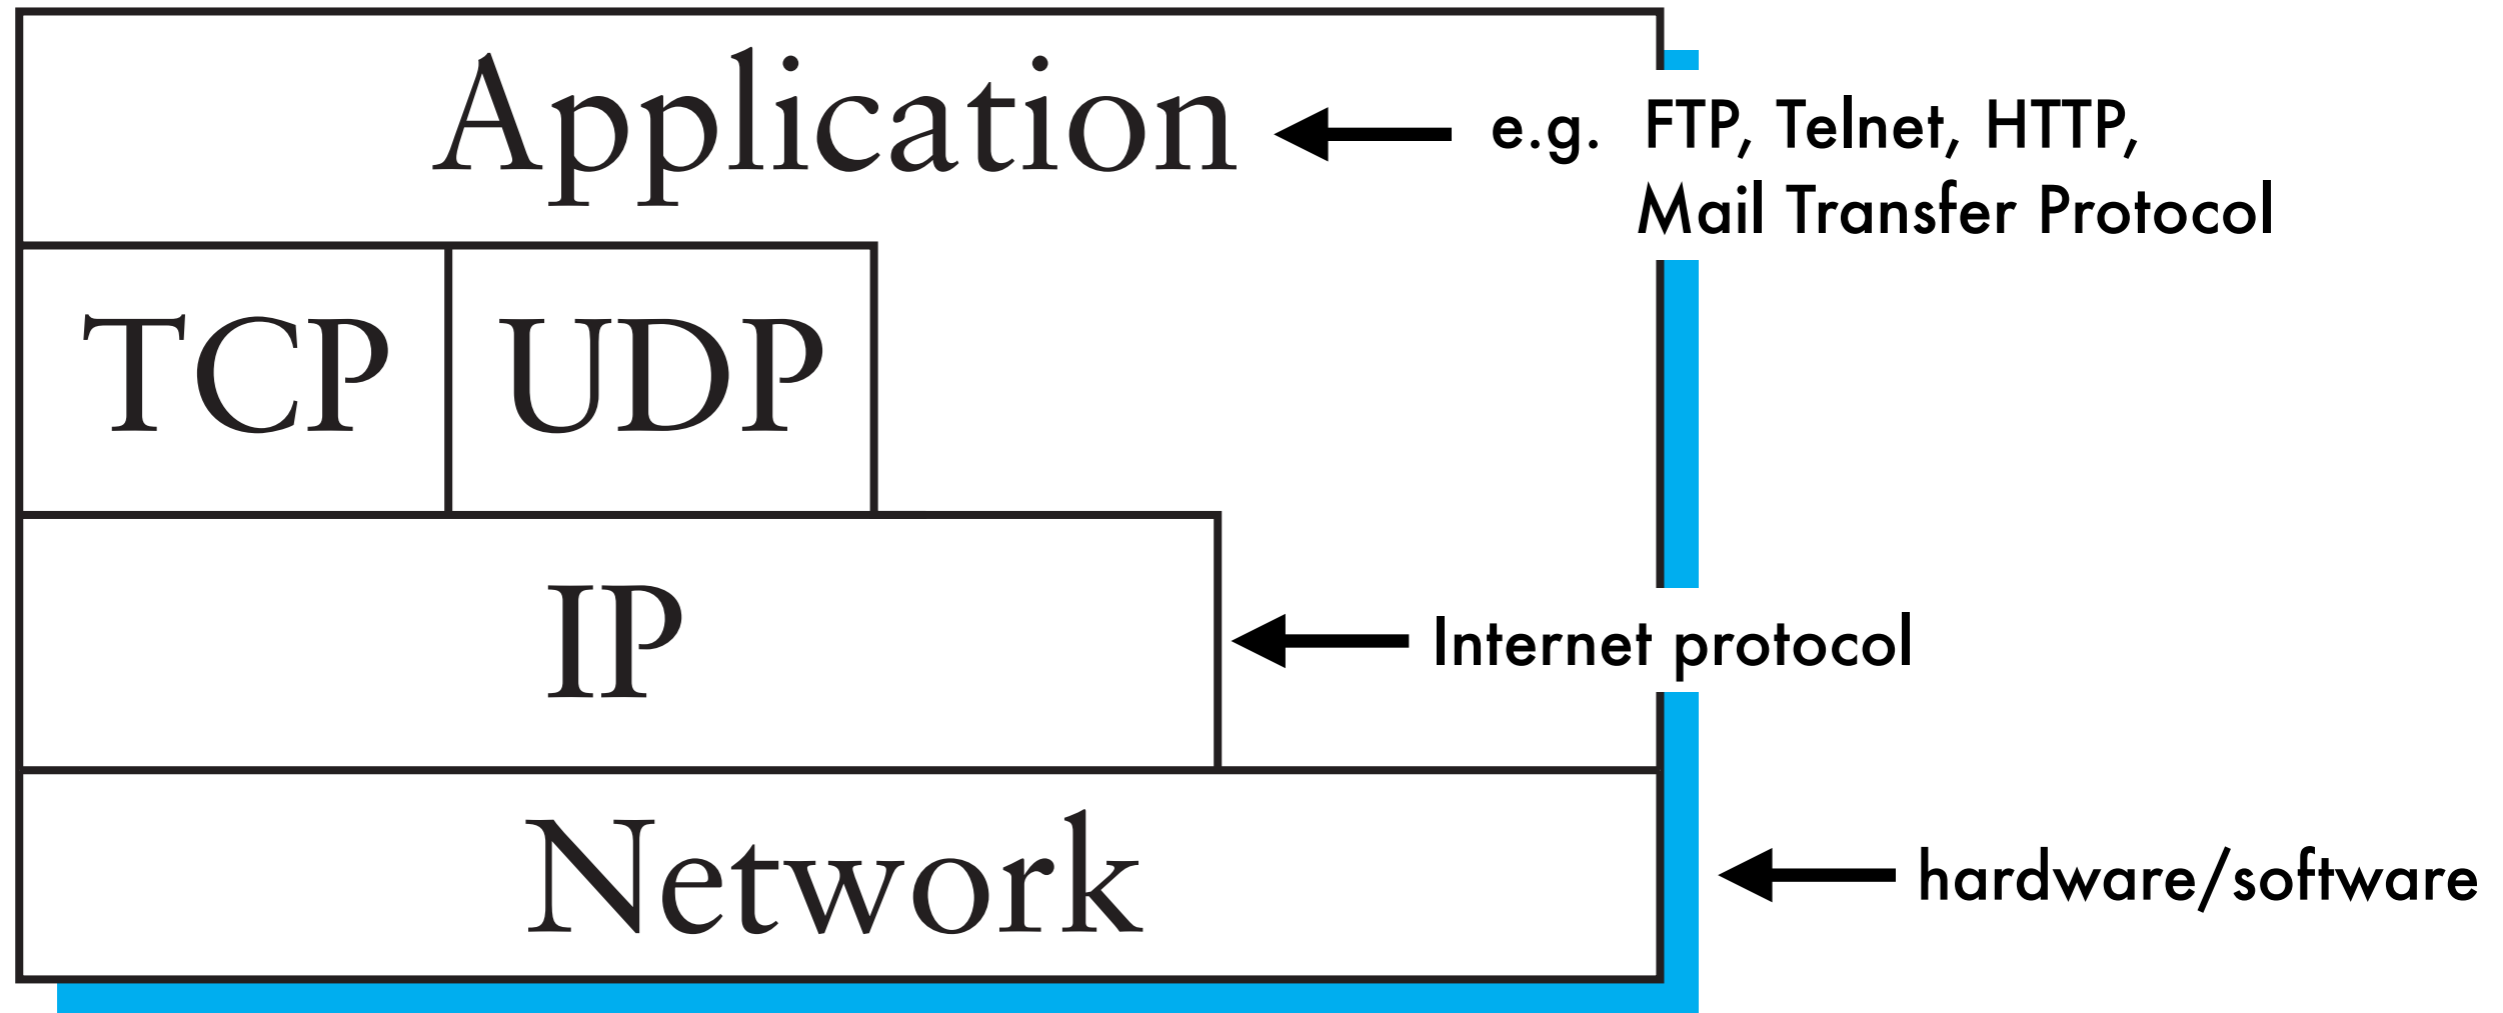 Application
e.g. FTP, Telnet, HTTP,
Mail Transfer Protocol
TCP
UDP
IP
Internet protocol
Network
hardware/software